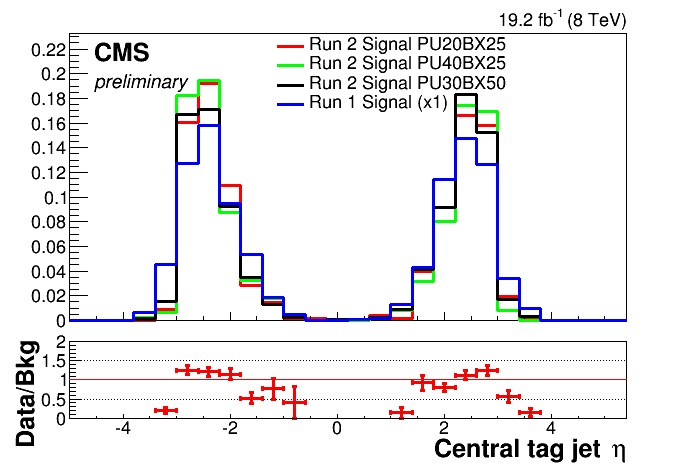 19.2 fb⁻¹ (8 TeV)
CMS
preliminary
Run 2 Signal PU20BX25
Run 2 Signal PU40BX25
Run 2 Signal PU30BX50
Run 1 Signal (x1)
0.22
0.2
0.18
0.16
0.14
0.12
0.1
0.08
0.06
0.04
0.02
0
Data/Bkg
2
1.5
1
0.5
0
-4 -2 0 2 4
Central tag jet η